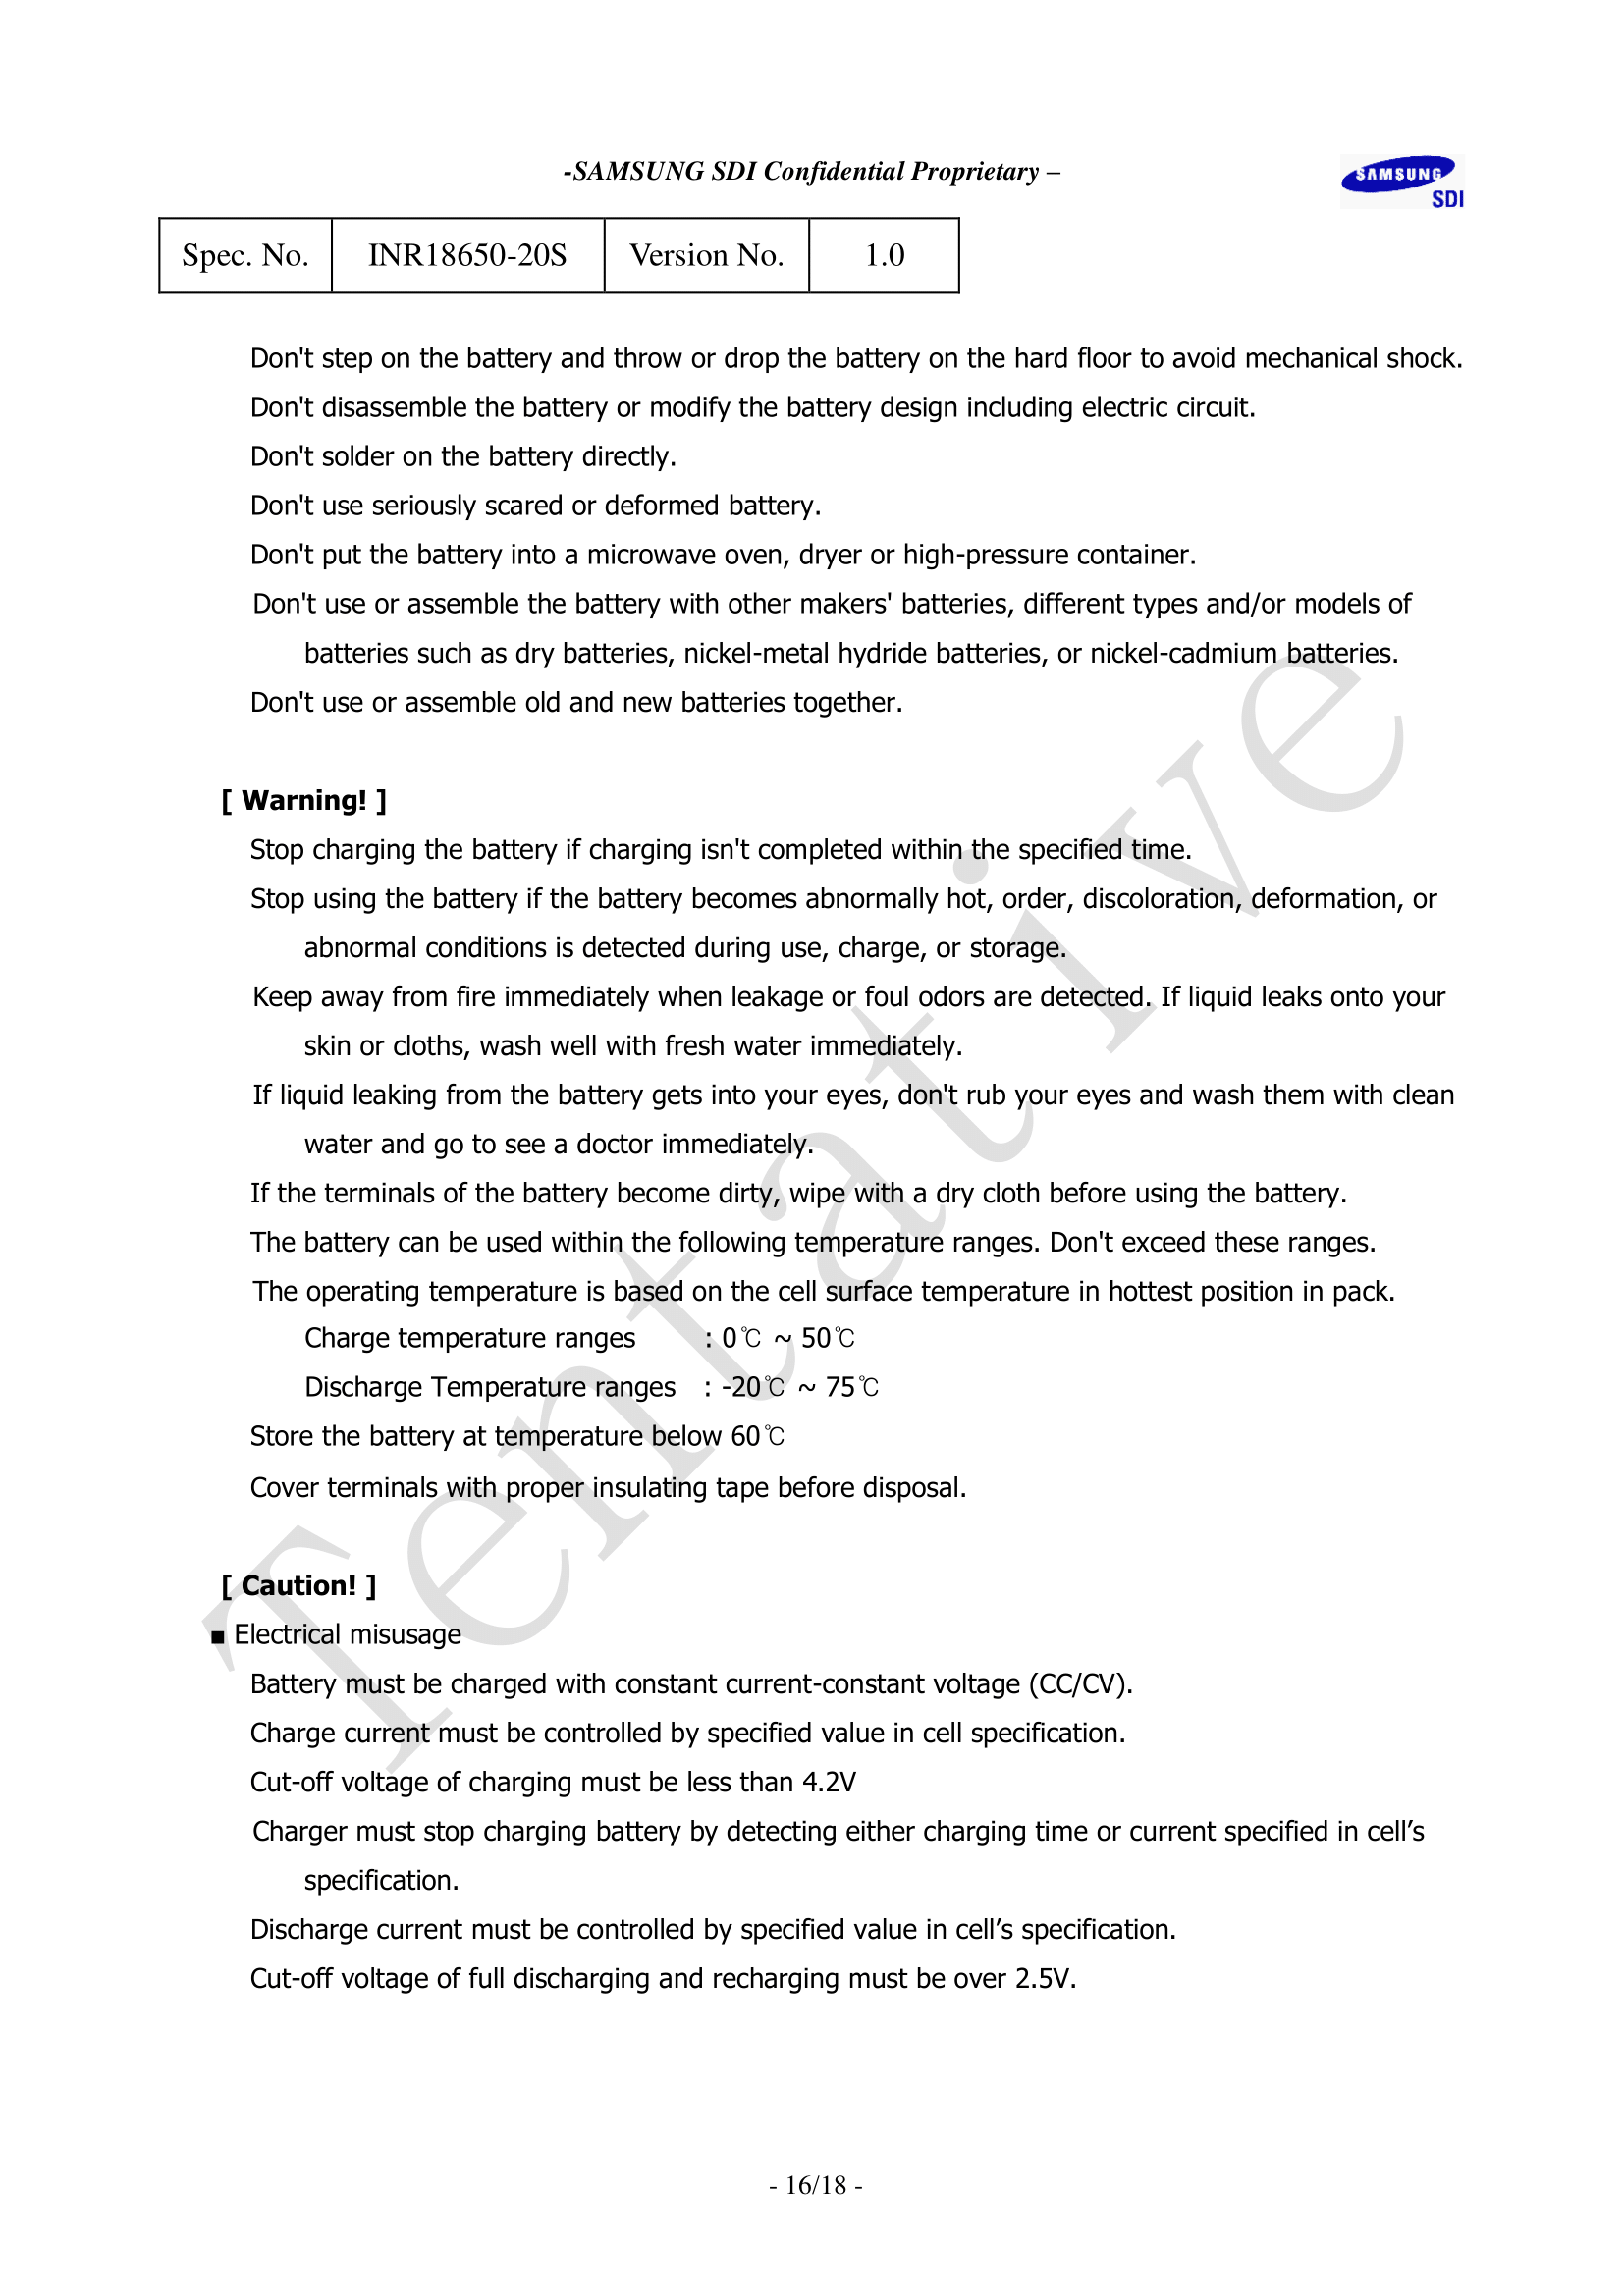 -SAMSUNG SDI Confidential Proprietary –
SAMSUNG
SDI
Spec. No. INR18650-20S Version No. 1.0
Don't step on the battery and throw or drop the battery on the hard floor to avoid mechanical shock.
Don't disassemble the battery or modify the battery design including electric circuit.
Don't solder on the battery directly.
Don't use seriously scared or deformed battery.
Don't put the battery into a microwave oven, dryer or high-pressure container.
Don't use or assemble the battery with other makers' batteries, different types and/or models of
batteries such as dry batteries, nickel-metal hydride batteries, or nickel-cadmium batteries.
Don't use or assemble old and new batteries together.
[ Warning! ]
Stop charging the battery if charging isn't completed within the specified time.
Stop using the battery if the battery becomes abnormally hot, order, discoloration, deformation, or
abnormal conditions is detected during use, charge, or storage.
Keep away from fire immediately when leakage or foul odors are detected. If liquid leaks onto your
skin or cloths, wash well with fresh water immediately.
If liquid leaking from the battery gets into your eyes, don't rub your eyes and wash them with clean
water and go to see a doctor immediately.
If the terminals of the battery become dirty, wipe with a dry cloth before using the battery.
The battery can be used within the following temperature ranges. Don't exceed these ranges.
The operating temperature is based on the cell surface temperature in hottest position in pack.
Charge temperature ranges : 0℃ ~ 50℃
Discharge Temperature ranges : -20℃ ~ 75℃
Store the battery at temperature below 60℃
Cover terminals with proper insulating tape before disposal.
[ Caution! ]
■ Electrical misusage
Battery must be charged with constant current-constant voltage (CC/CV).
Charge current must be controlled by specified value in cell specification.
Cut-off voltage of charging must be less than 4.2V
Charger must stop charging battery by detecting either charging time or current specified in cell’s
specification.
Discharge current must be controlled by specified value in cell’s specification.
Cut-off voltage of full discharging and recharging must be over 2.5V.
Tentative
- 16/18 -